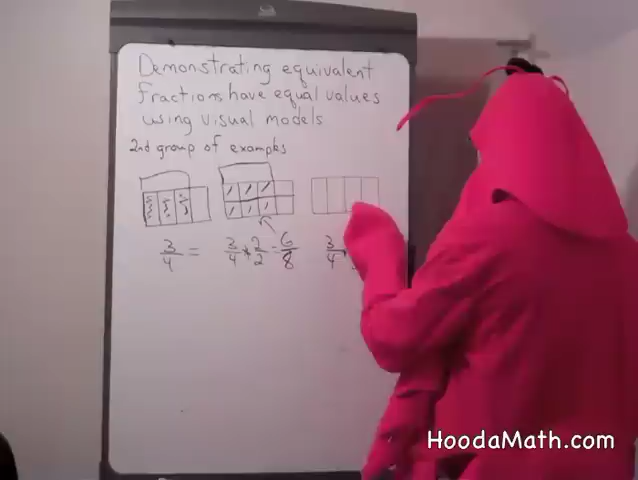 Demonstrating equivalent
fractions have equal values
using visual models
2nd group of examples
3/4 = 3/4 * 2/2 = 6/8 3/4
HoodaMath.com